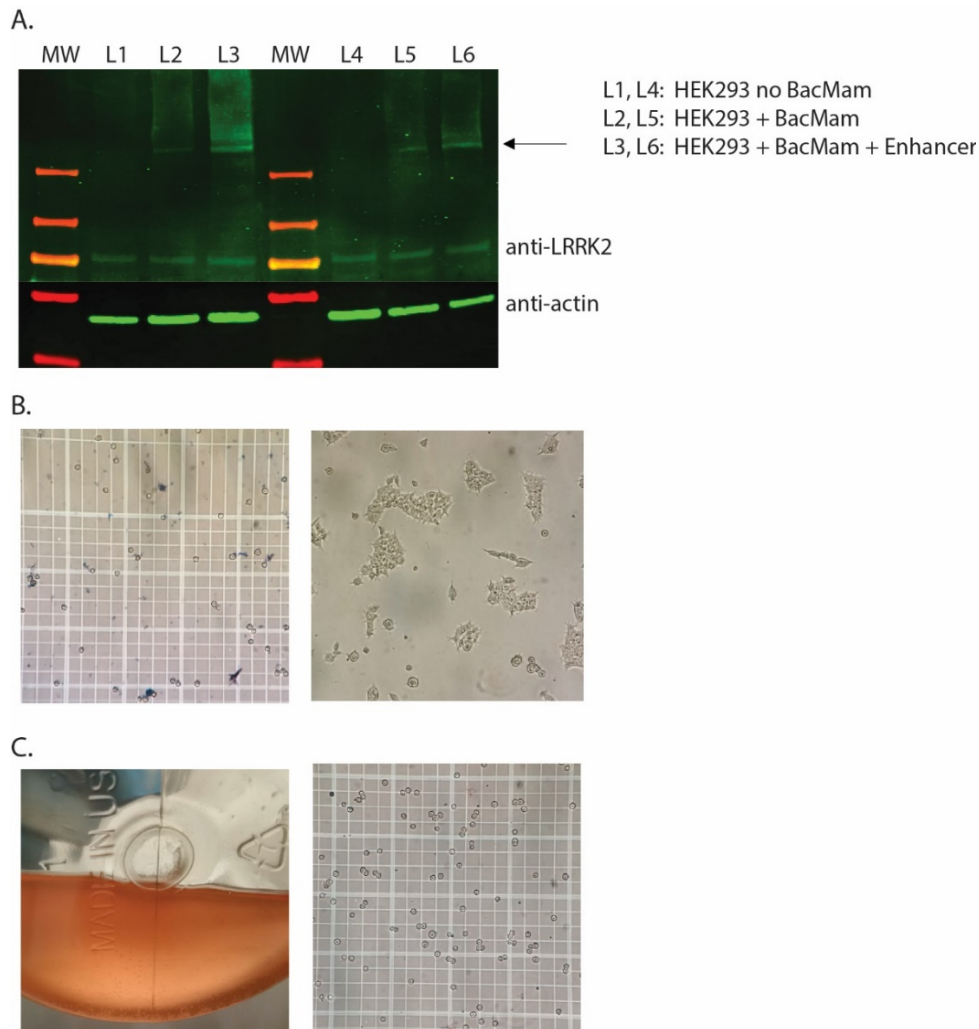 A.
MW L1 L2 L3 MW L4 L5 L6
L1, L4: HEK293 no BacMam
L2, L5: HEK293 + BacMam
L3, L6: HEK293 + BacMam + Enhancer
anti-LRRK2
anti-actin
B.
C.
MADE IN US
1